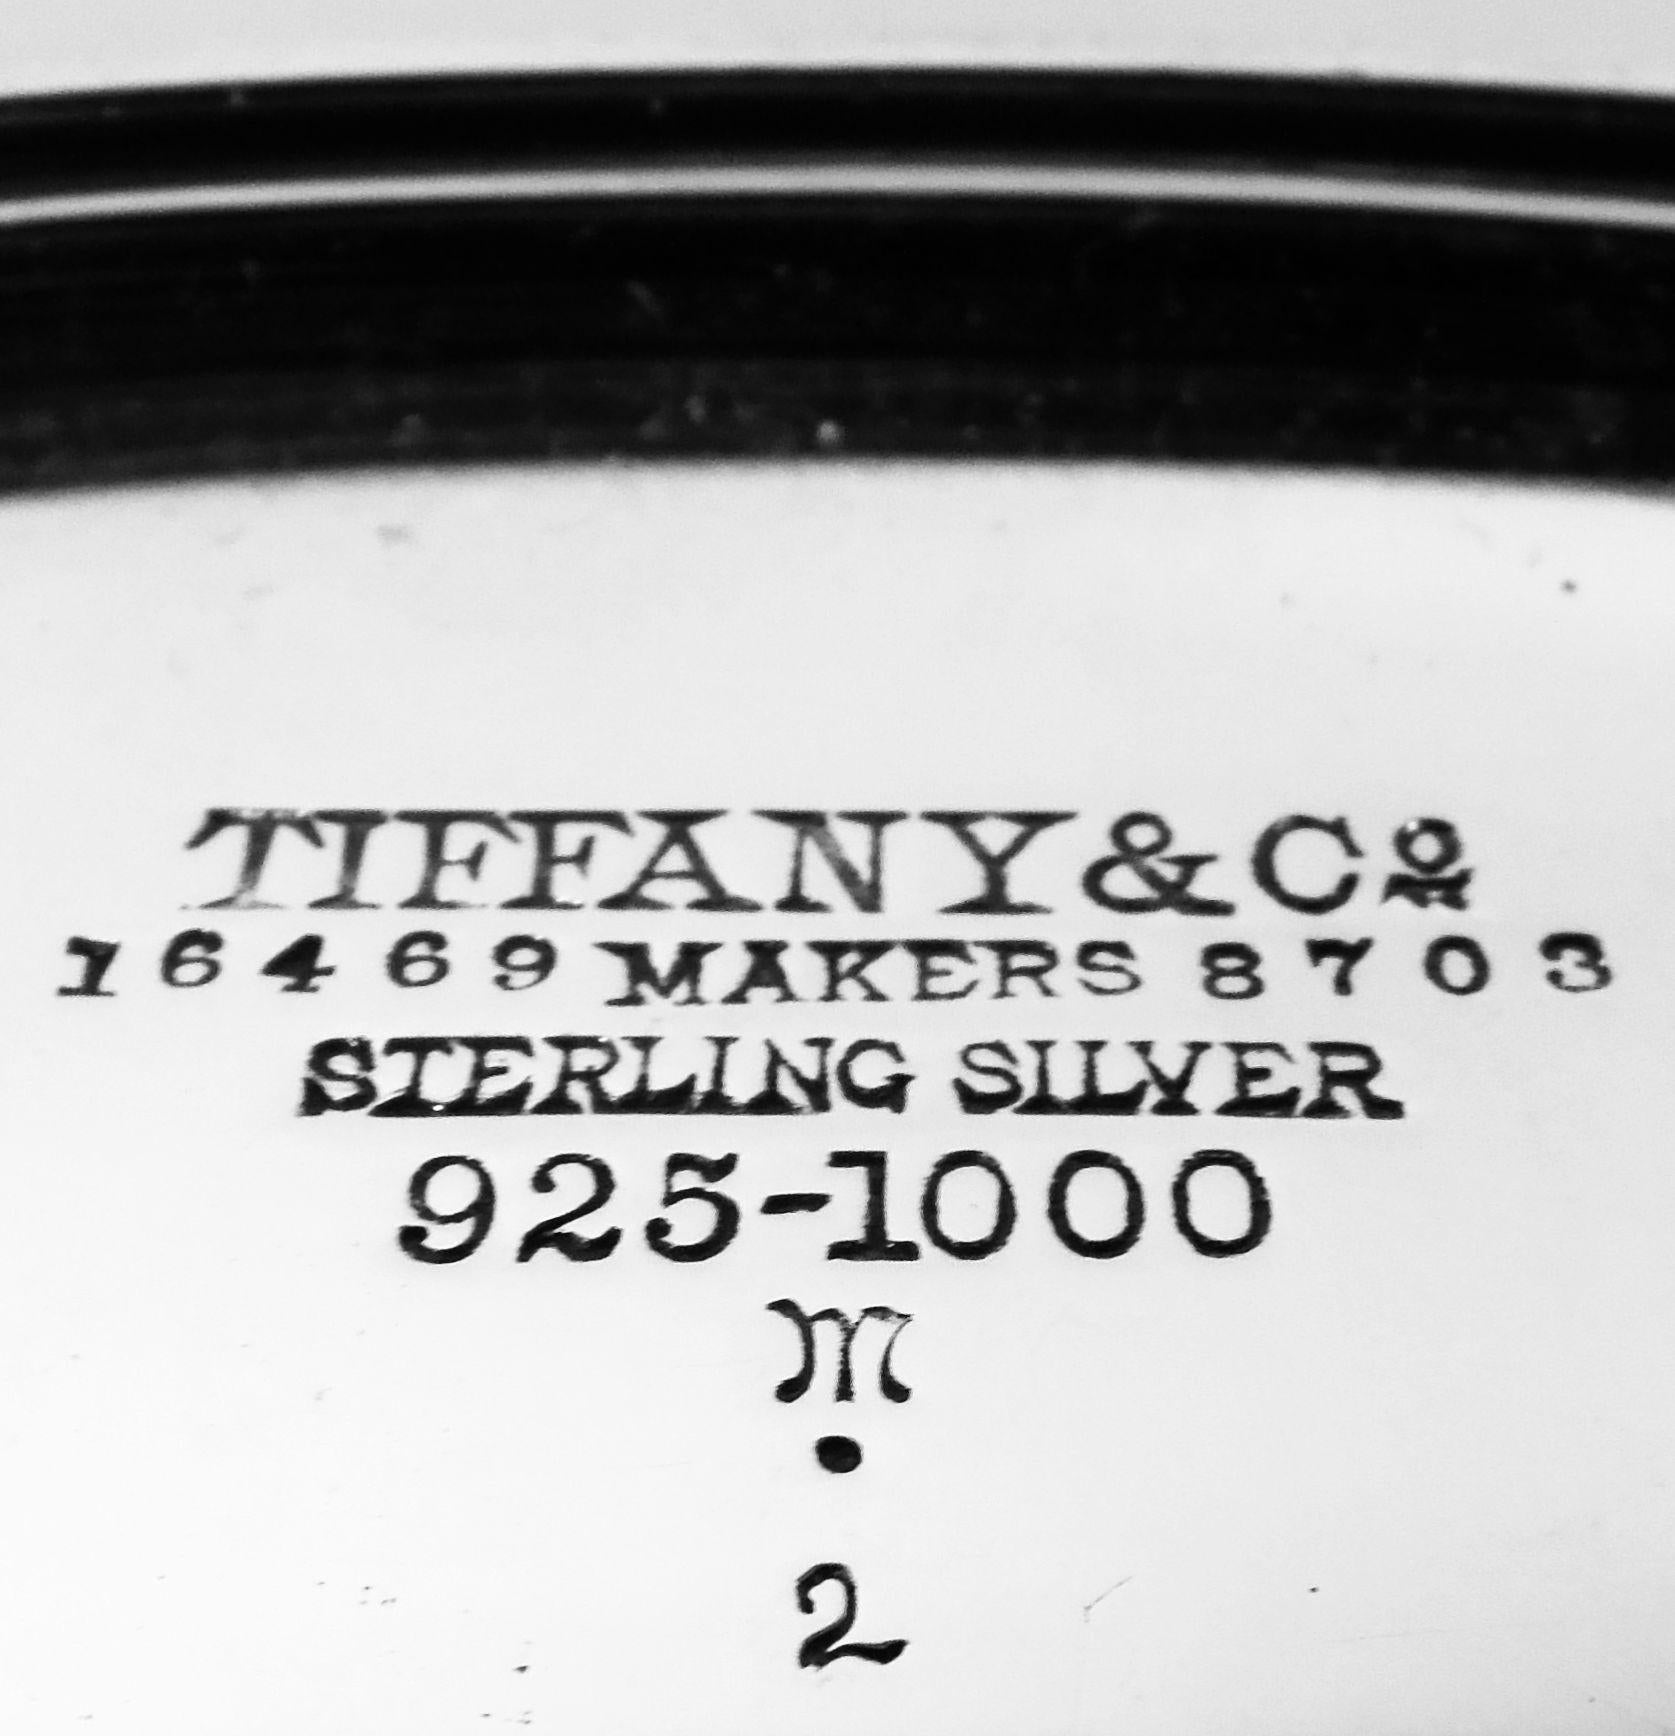 TIFFANY & Co
16469 MAKERS 8703
STERLING SILVER
925-1000
M
.
2